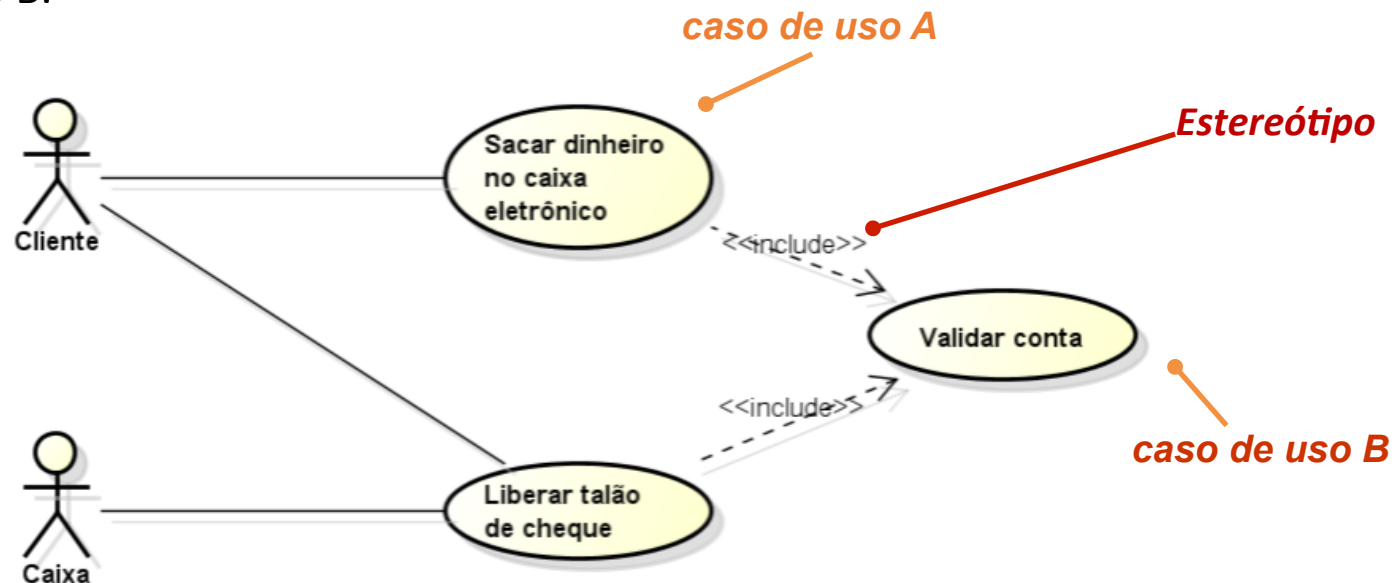 B.
caso de uso A
Estereótipo
Sacar dinheiro
no caixa
eletrônico
Cliente
<<include>>
Validar conta
<<include>>
caso de uso B
Liberar talão
de cheque
Caixa